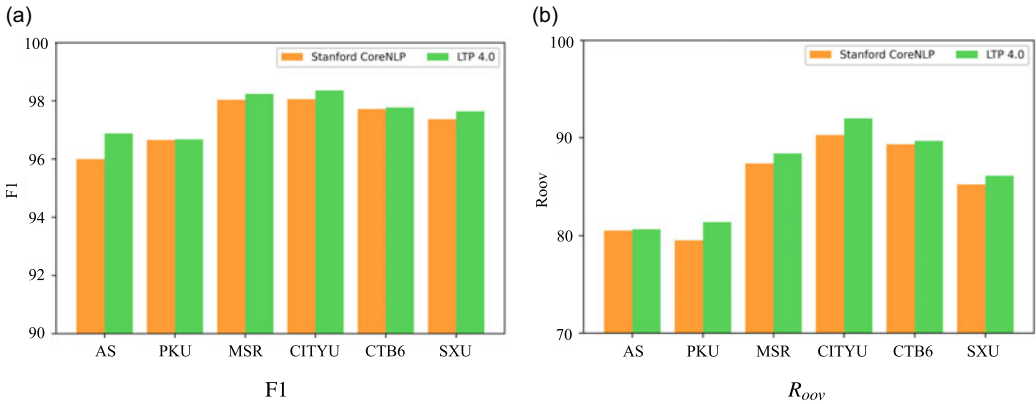 (a)
100
98
96
94
92
90
F1
Stanford CoreNLP
LTP 4.0
AS PKU MSR CITYU CTB6 SXU
F1
(b)
100
90
80
70
Roov
Stanford CoreNLP
LTP 4.0
AS PKU MSR CITYU CTB6 SXU
Roov